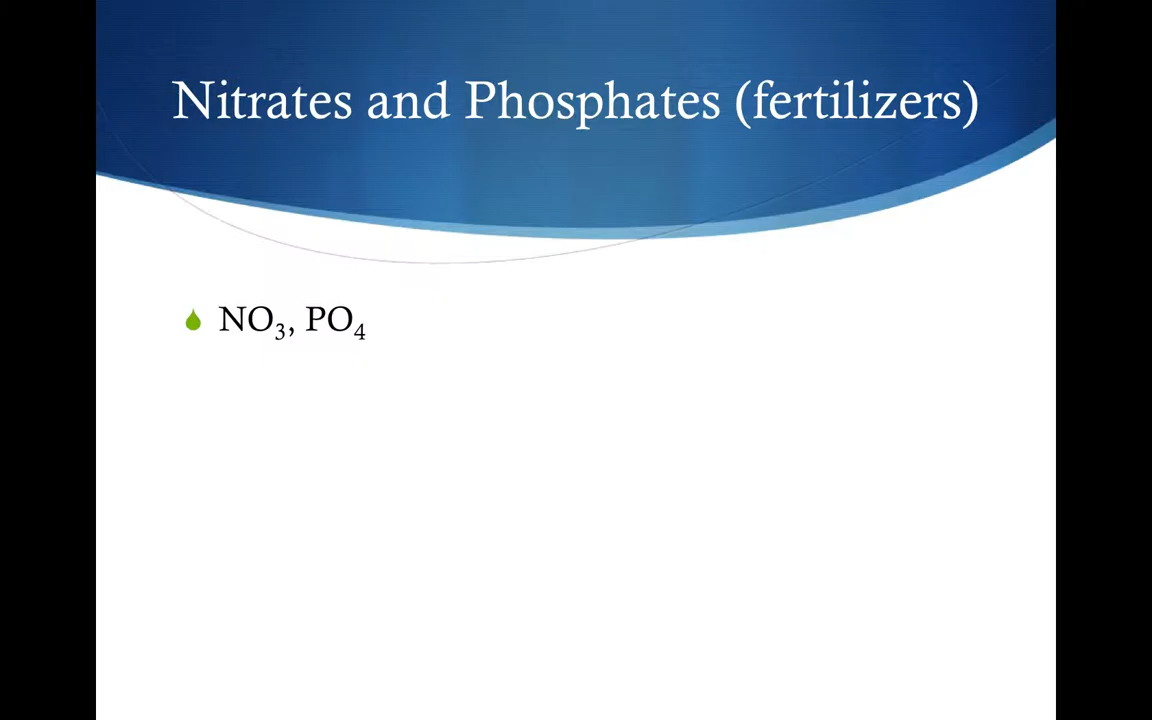 Nitrates and Phosphates (fertilizers)
NO₃, PO₄